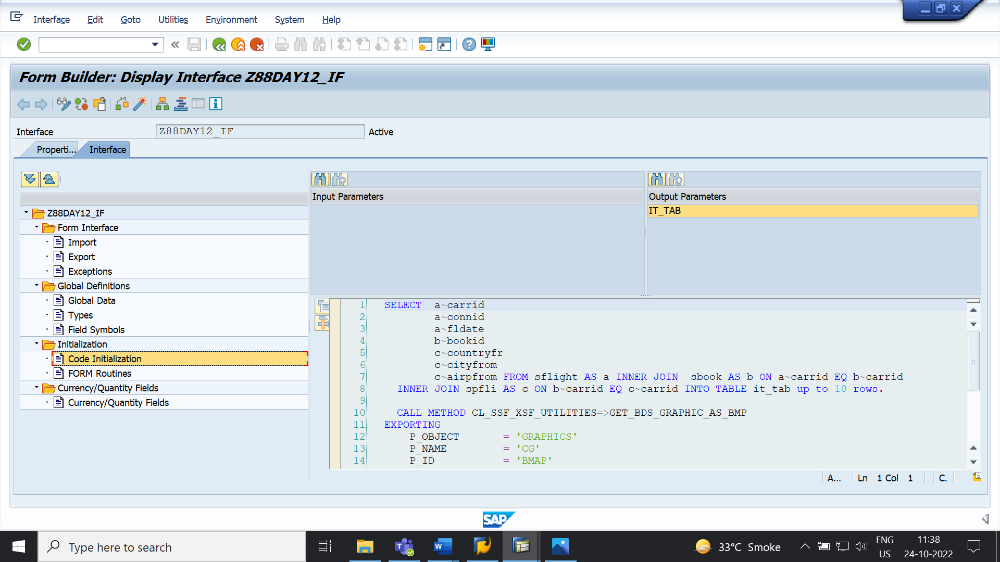 Interface Edit Goto Utilities Environment System Help
Form Builder: Display Interface Z88DAY12_IF
Interface Z88DAY12_IF Active
Properti... Interface
Z88DAY12_IF
Form Interface
Import
Export
Exceptions
Global Definitions
Global Data
Types
Field Symbols
Initialization
Code Initialization
FORM Routines
Currency/Quantity Fields
Currency/Quantity Fields
Input Parameters
Output Parameters
IT_TAB
1 SELECT a~carrid
2 a~connid
3 a~fldate
4 b~bookid
5 c~countryfr
6 c~cityfrom
7 c~airpfrom FROM sflight AS a INNER JOIN sbook AS b ON a~carrid EQ b~carrid
8 INNER JOIN spfli AS c ON b~carrid EQ c~carrid INTO TABLE it_tab up to 10 rows.
9
10 CALL METHOD CL_SSF_XSF_UTILITIES=>GET_BDS_GRAPHIC_AS_BMP
11 EXPORTING
12 P_OBJECT = 'GRAPHICS'
13 P_NAME = 'CG'
14 P_ID = 'BMAP'
A... Ln 1 Col 1 C.
SAP
Type here to search
33°C Smoke
ENG
US
11:38
24-10-2022